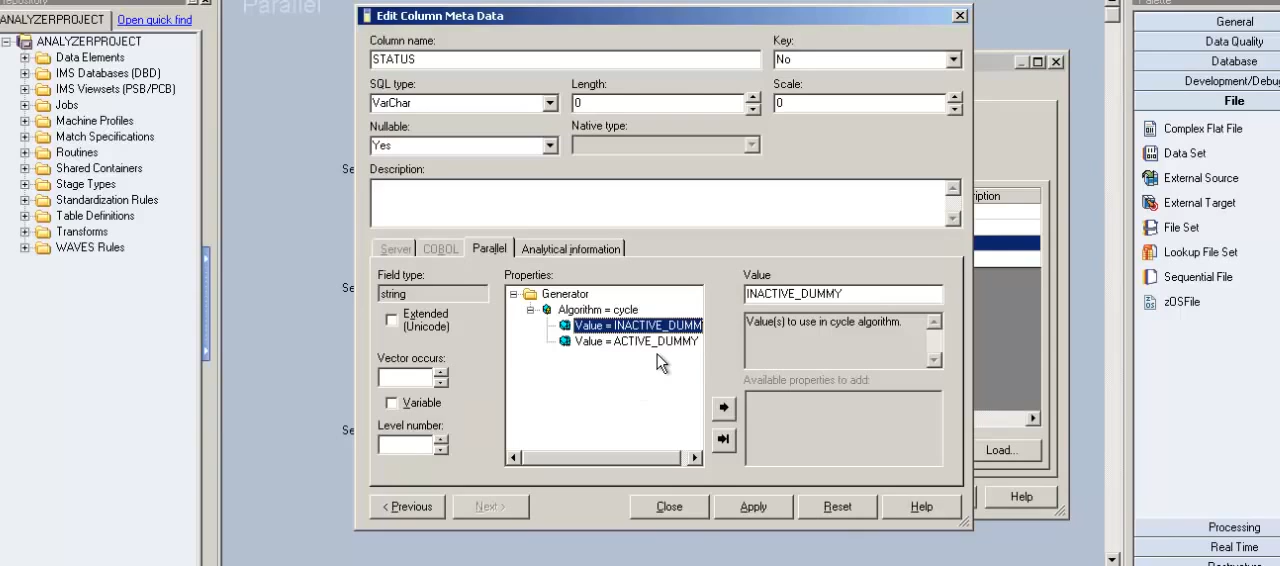 Repository
Parallel
Edit Column Meta Data
Palette
ANALYZERPROJECT
Open quick find
ANALYZERPROJECT
Data Elements
IMS Databases (DBD)
IMS Viewsets (PSB/PCB)
Jobs
Machine Profiles
Match Specifications
Routines
Shared Containers
Stage Types
Standardization Rules
Table Definitions
Transforms
WAVES Rules
Column name:
Key:
STATUS
No
SQL type:
Length:
Scale:
VarChar
0
0
Nullable:
Native type:
Yes
Description:
Server
COBOL
Parallel
Analytical information
Field type:
string
Extended
(Unicode)
Vector occurs:
Variable
Level number:
Properties:
Generator
Algorithm = cycle
Value = INACTIVE_DUMM
Value = ACTIVE_DUMMY
Value
INACTIVE_DUMMY
Value(s) to use in cycle algorithm.
Available properties to add:
< Previous
Next >
Close
Apply
Reset
Help
Se
Se
Se
ription
Load...
Help
General
Data Quality
Database
Development/Debug
File
Complex Flat File
Data Set
External Source
External Target
File Set
Lookup File Set
Sequential File
zOSFile
Processing
Real Time